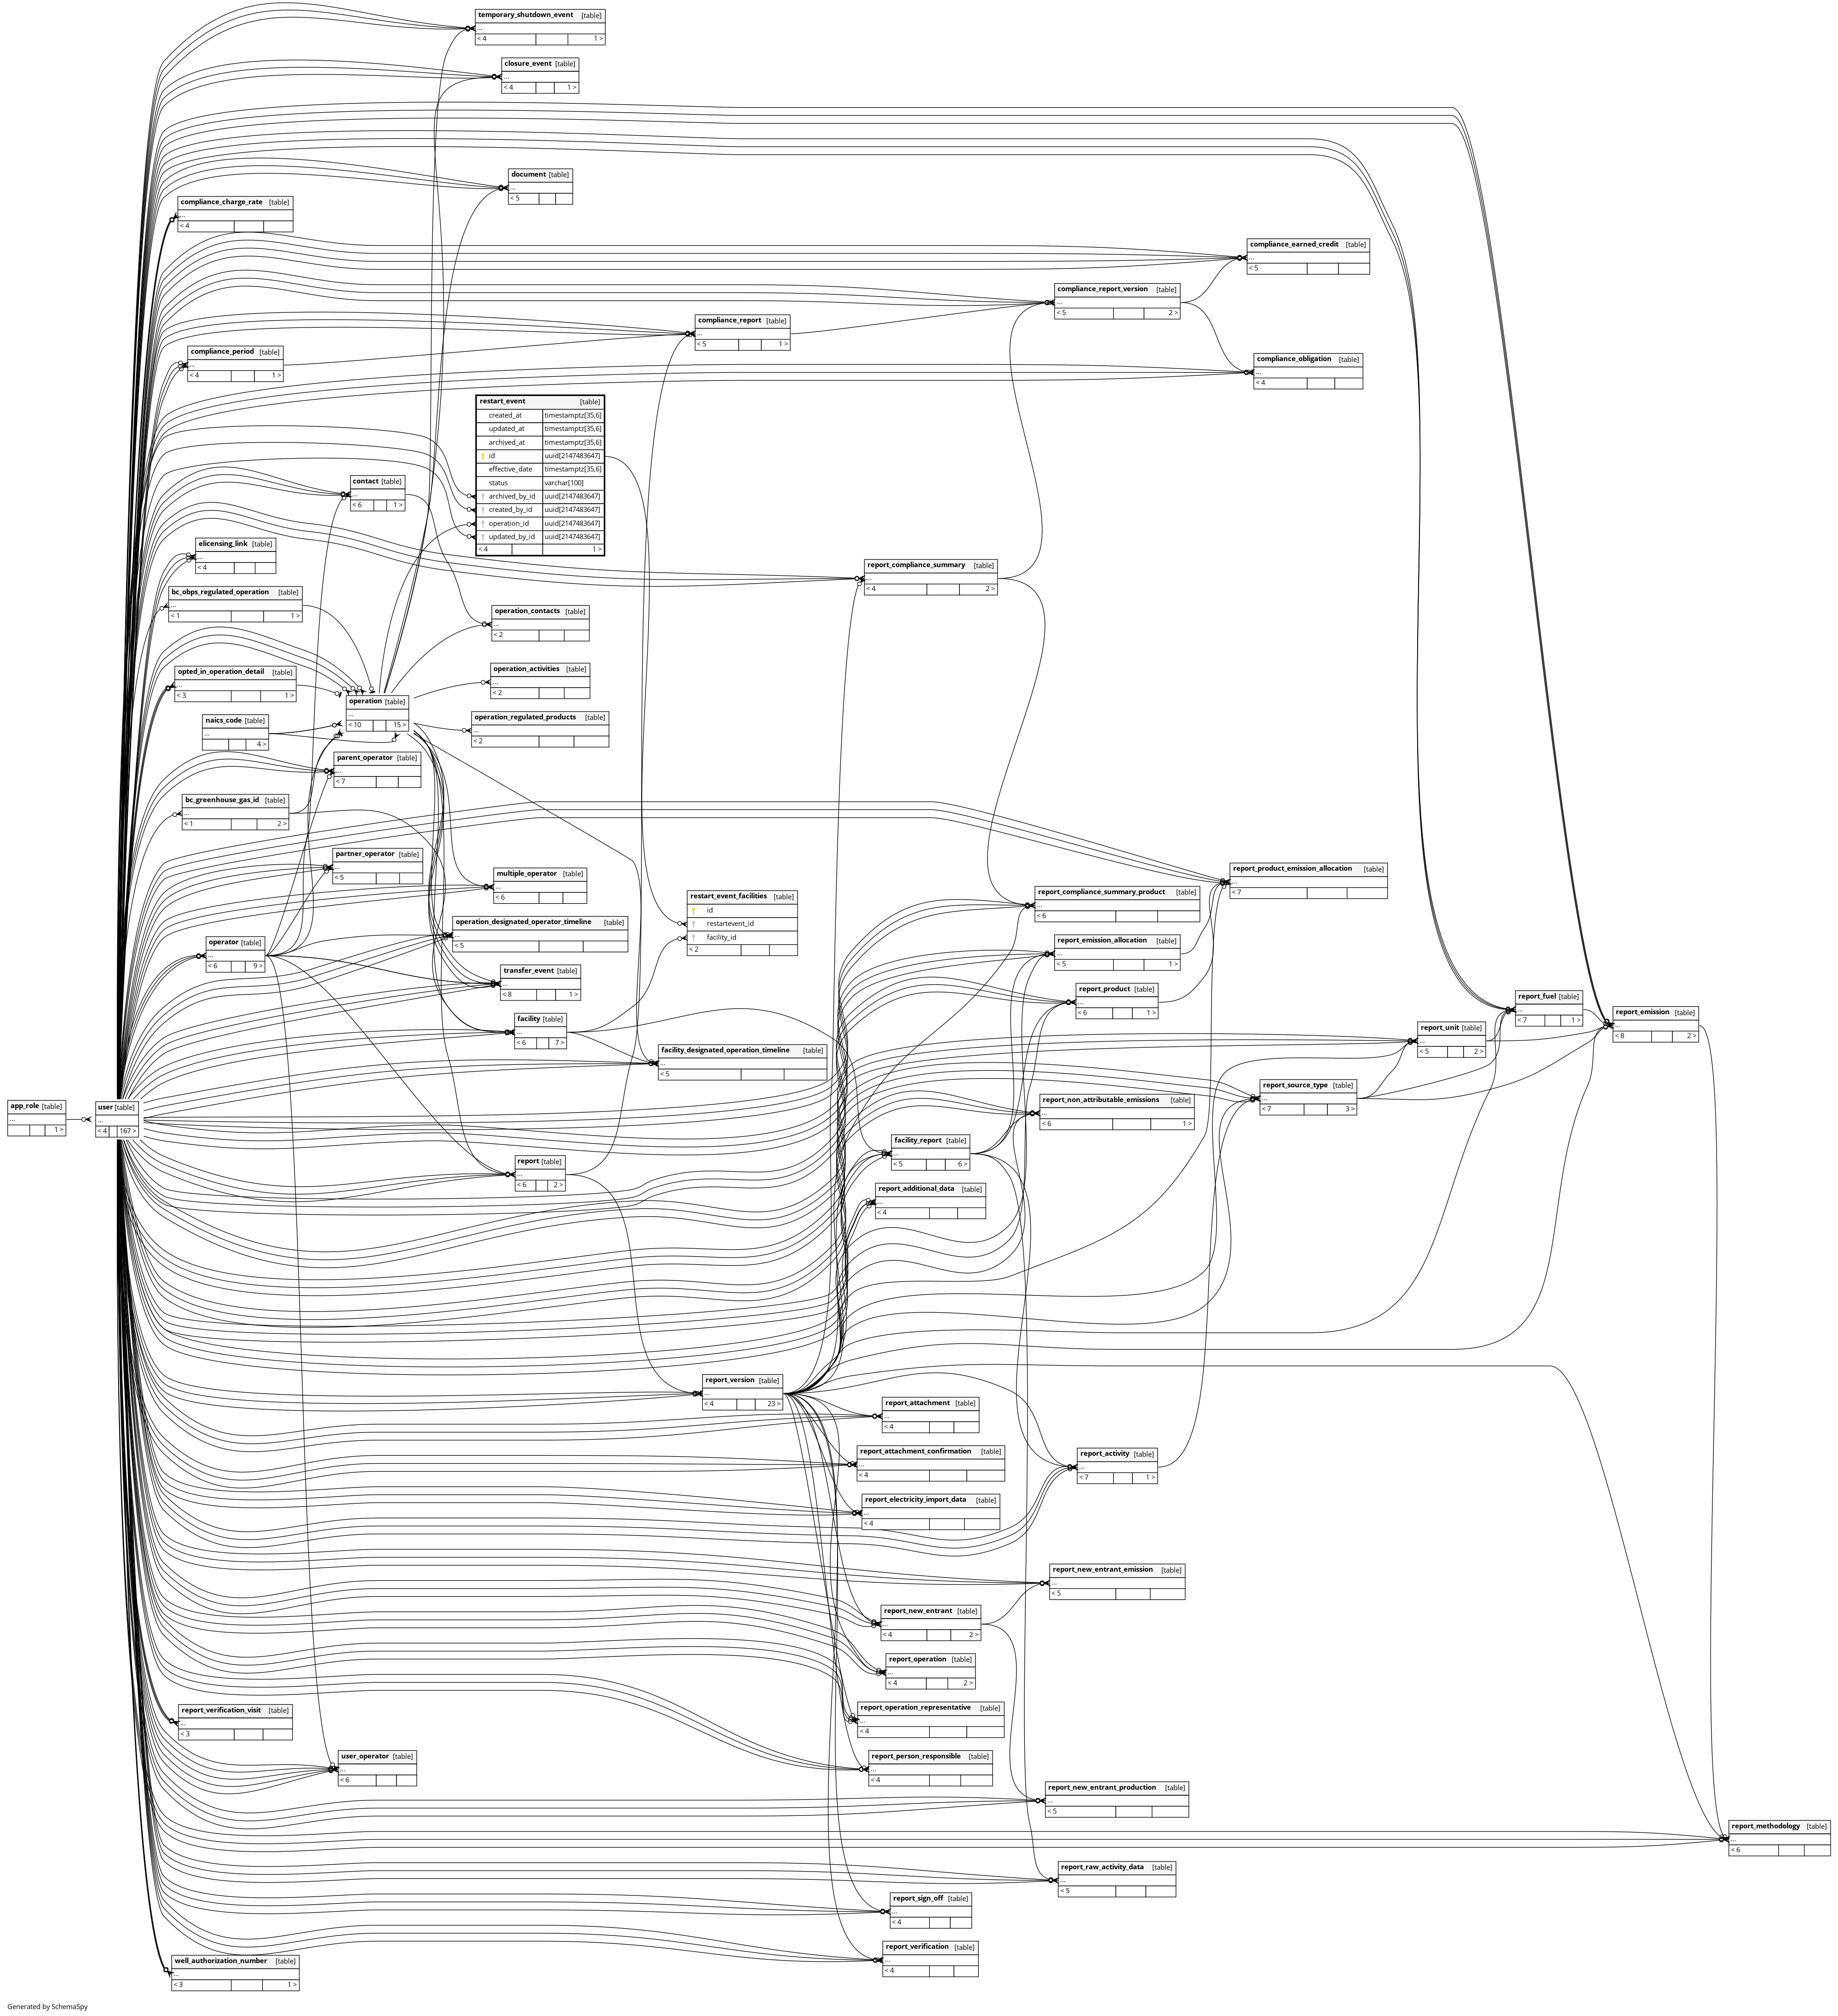 temporary_shutdown_event [table]
...
< 4 1 >
closure_event [table]
...
< 4 1 >
document [table]
...
< 5
compliance_charge_rate [table]
...
< 4
compliance_earned_credit [table]
...
< 5
compliance_report_version [table]
...
< 5 2 >
compliance_report [table]
...
< 5 1 >
compliance_period [table]
...
< 4 1 >
compliance_obligation [table]
...
< 4
restart_event [table]
created_at timestamptz[35,6]
updated_at timestamptz[35,6]
archived_at timestamptz[35,6]
id uuid[2147483647]
effective_date timestamptz[35,6]
status varchar[100]
archived_by_id uuid[2147483647]
created_by_id uuid[2147483647]
operation_id uuid[2147483647]
updated_by_id uuid[2147483647]
< 4 1 >
contact [table]
...
< 6 1 >
elicensing_link [table]
...
< 4
report_compliance_summary [table]
...
< 4 2 >
bc_obps_regulated_operation [table]
...
< 1 1 >
operation_contacts [table]
...
< 2
operation_activities [table]
...
< 2
opted_in_operation_detail [table]
...
< 3 1 >
operation [table]
...
< 10 15 >
operation_regulated_products [table]
...
< 2
naics_code [table]
...
4 >
parent_operator [table]
...
< 7
bc_greenhouse_gas_id [table]
...
< 1 2 >
partner_operator [table]
...
< 5
multiple_operator [table]
...
< 6
report_product_emission_allocation [table]
...
< 7
restart_event_facilities [table]
id
restartevent_id
facility_id
< 2
report_compliance_summary_product [table]
...
< 6
operation_designated_operator_timeline [table]
...
< 5
operator [table]
...
< 6 9 >
report_emission_allocation [table]
...
< 5 1 >
transfer_event [table]
...
< 8 1 >
report_product [table]
...
< 6 1 >
report_fuel [table]
...
< 7 1 >
report_emission [table]
...
< 8 2 >
facility [table]
...
< 6 7 >
report_unit [table]
...
< 5 2 >
facility_designated_operation_timeline [table]
...
< 5
report_source_type [table]
...
< 7 3 >
report_non_attributable_emissions [table]
...
< 6 1 >
app_role [table]
...
1 >
user [table]
...
< 4 167 >
facility_report [table]
...
< 5 6 >
report [table]
...
< 6 2 >
report_additional_data [table]
...
< 4
report_version [table]
...
< 4 23 >
report_attachment [table]
...
< 4
report_attachment_confirmation [table]
...
< 4
report_activity [table]
...
< 7 1 >
report_electricity_import_data [table]
...
< 4
report_new_entrant_emission [table]
...
< 5
report_new_entrant [table]
...
< 4 2 >
report_operation [table]
...
< 4 2 >
report_operation_representative [table]
...
< 4
report_verification_visit [table]
...
< 3
user_operator [table]
...
< 6
report_person_responsible [table]
...
< 4
report_new_entrant_production [table]
...
< 5
report_methodology [table]
...
< 6
report_raw_activity_data [table]
...
< 5
report_sign_off [table]
...
< 4
report_verification [table]
...
< 4
well_authorization_number [table]
...
< 3 1 >
Generated by SchemaSpy